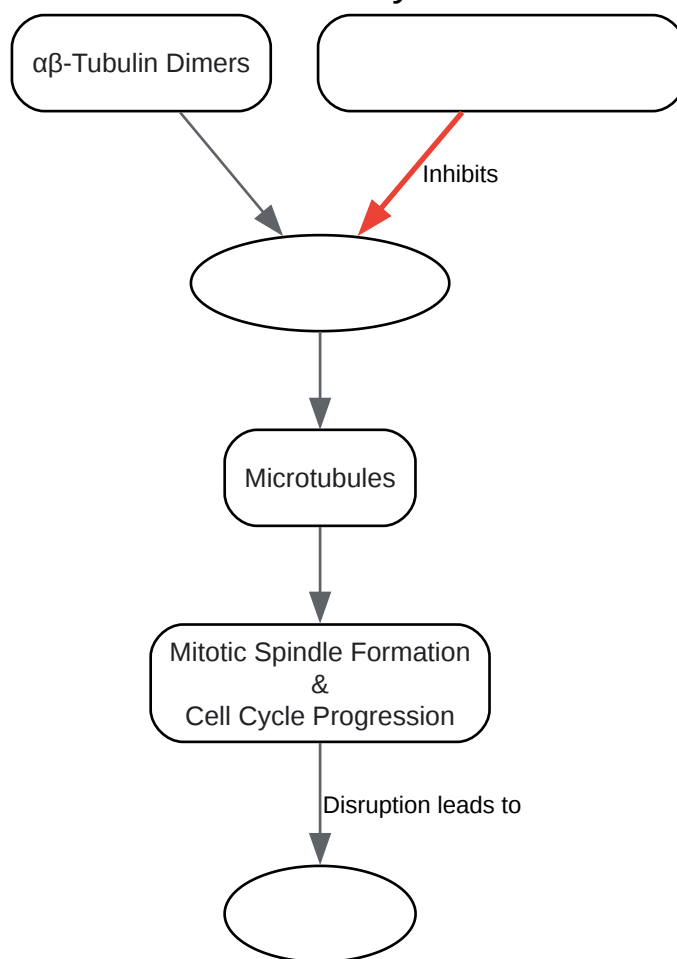 αβ-Tubulin Dimers
Inhibits
Microtubules
Mitotic Spindle Formation
&
Cell Cycle Progression
Disruption leads to